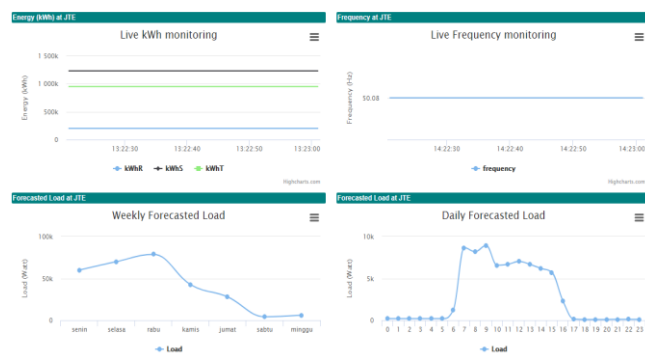 Energy (kWh) at JTE
Live kWh monitoring
Energy (kWh)
1 500k
1 000k
500k
0
13:22:30
13:22:40
13:22:50
13:23:00
kWhR
kWhS
kWhT
Highcharts.com
Frequency at JTE
Live Frequency monitoring
Frequency (Hz)
50.08
14:22:30
14:22:40
14:22:50
14:23:00
frequency
Highcharts.com
Forecasted Load at JTE
Weekly Forecasted Load
Load (Watt)
100k
50k
0
senin selasa rabu kamis jumat sabtu minggu
Load
Forecasted Load at JTE
Daily Forecasted Load
Load (Watt)
10k
5k
0
0 1 2 3 4 5 6 7 8 9 10 11 12 13 14 15 16 17 18 19 20 21 22 23
Load